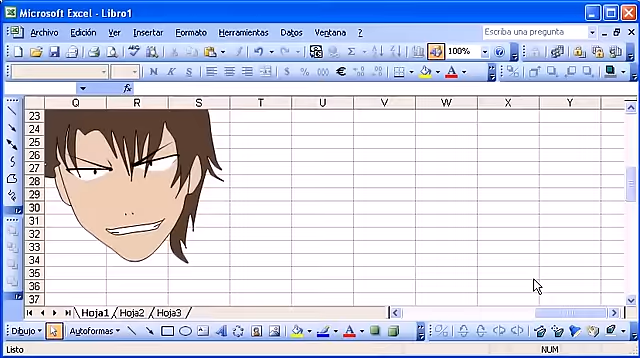 Microsoft Excel - Libro1
Archivo Edición Ver Insertar Formato Herramientas Datos Ventana ?
Escriba una pregunta
100%
N K S
$ % 000 €
A
fx
Q R S T U V W X Y
23
24
25
26
27
28
29
30
31
32
33
34
35
36
37
Hoja1 Hoja2 Hoja3
Dibujo Autoformas
A
Listo NUM